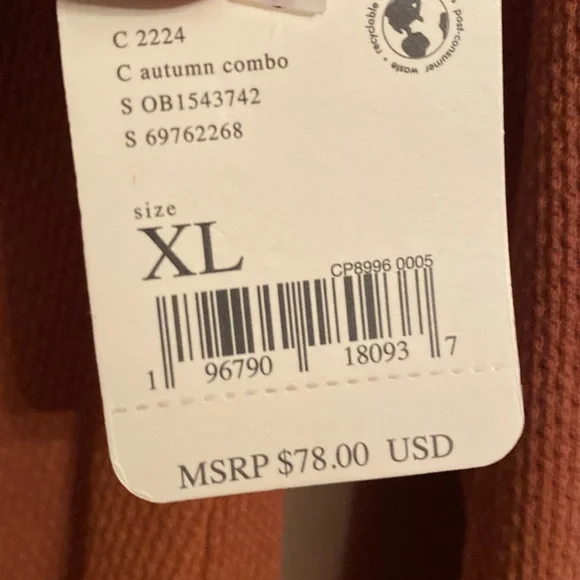 recyclable • post-consumer waste •
C 2224
C autumn combo
S OB1543742
S 69762268
size
XL
CP8996 0005
1 96790 18093 7
MSRP $78.00 USD